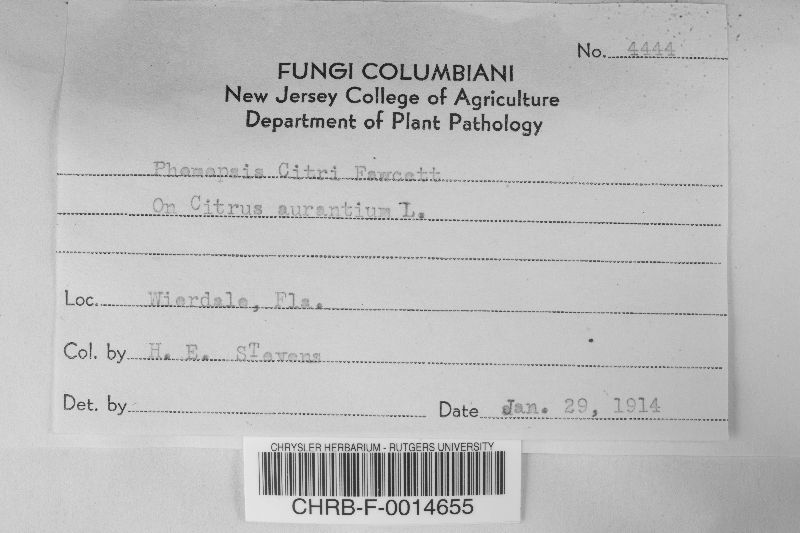 No. 4444
FUNGI COLUMBIANI
New Jersey College of Agriculture
Department of Plant Pathology
Phomopsis Citri Fawcett
On Citrus aurantium L.
Loc. Wierdale, Fla.
Col. by H. E. STevens
Det. by
Date Jan. 29, 1914
CHRYSLER HERBARIUM - RUTGERS UNIVERSITY
CHRB-F-0014655